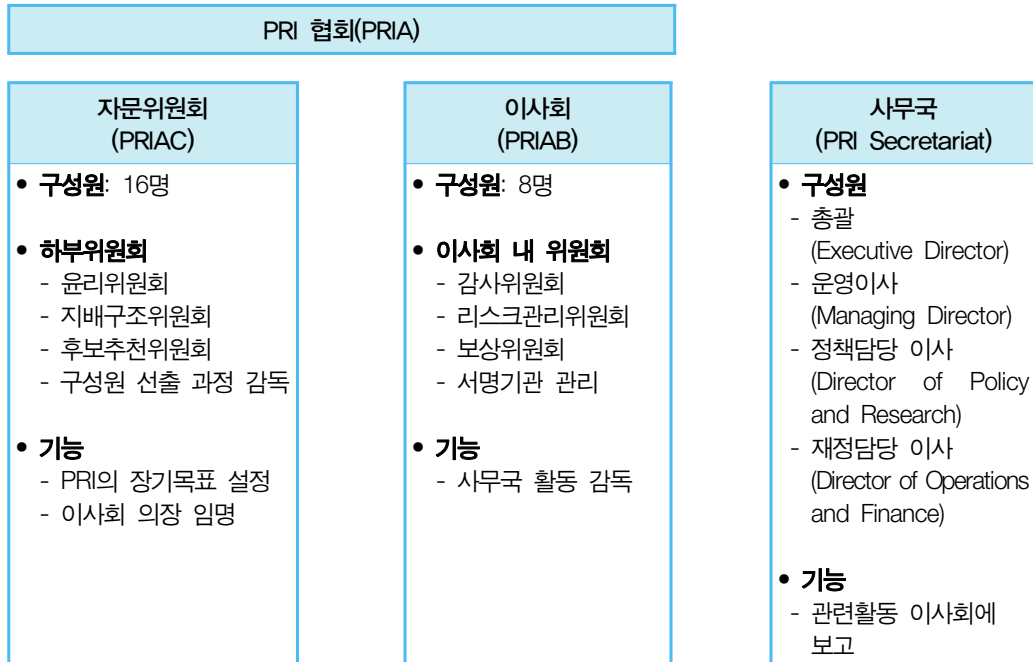 PRI 협회(PRIA)
자문위원회
(PRIAC)
• 구성원: 16명
• 하부위원회
- 윤리위원회
- 지배구조위원회
- 후보추천위원회
- 구성원 선출 과정 감독
• 기능
- PRI의 장기목표 설정
- 이사회 의장 임명
이사회
(PRIAB)
• 구성원: 8명
• 이사회 내 위원회
- 감사위원회
- 리스크관리위원회
- 보상위원회
- 서명기관 관리
• 기능
- 사무국 활동 감독
사무국
(PRI Secretariat)
• 구성원
- 총괄
(Executive Director)
- 운영이사
(Managing Director)
- 정책담당 이사
(Director of Policy
and Research)
- 재정담당 이사
(Director of Operations
and Finance)
• 기능
- 관련활동 이사회에
보고